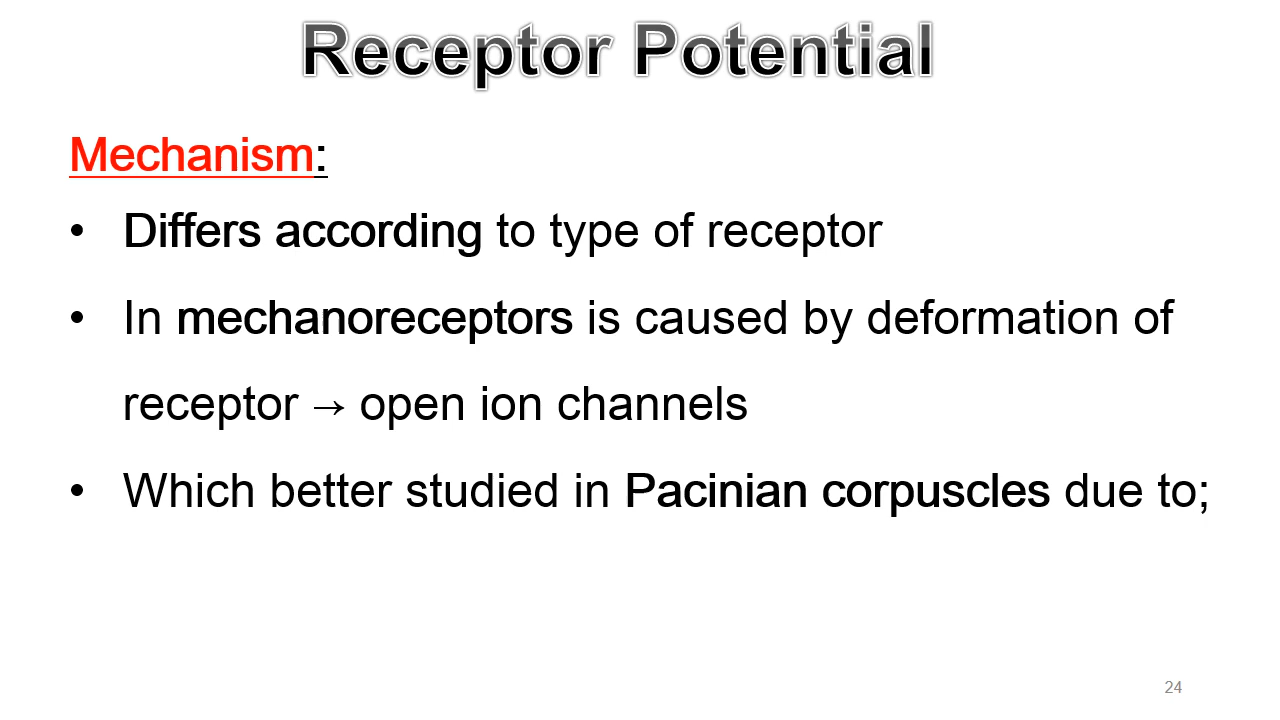 Receptor Potential
Mechanism:
• Differs according to type of receptor
• In mechanoreceptors is caused by deformation of
receptor → open ion channels
• Which better studied in Pacinian corpuscles due to;
24